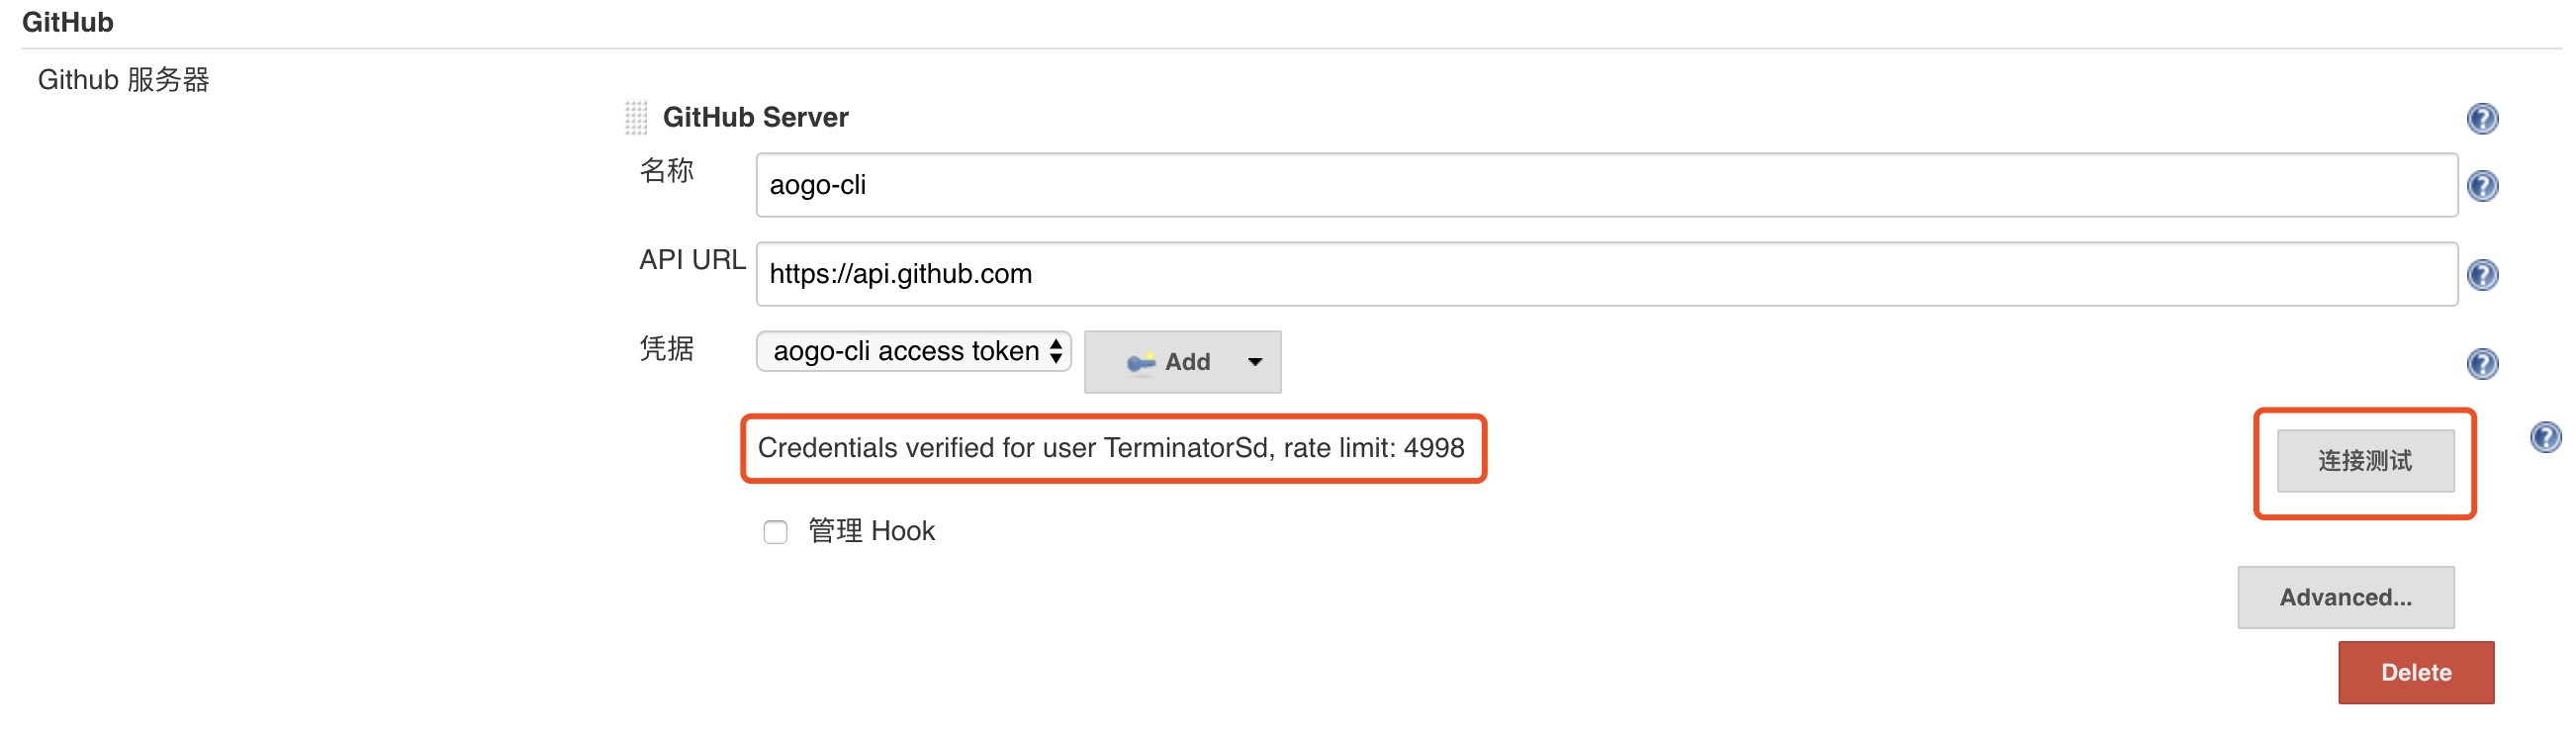 GitHub
Github 服务器
GitHub Server
名称
aogo-cli
API URL
https://api.github.com
凭据
aogo-cli access token
Add
Credentials verified for user TerminatorSd, rate limit: 4998
连接测试
管理 Hook
Advanced...
Delete